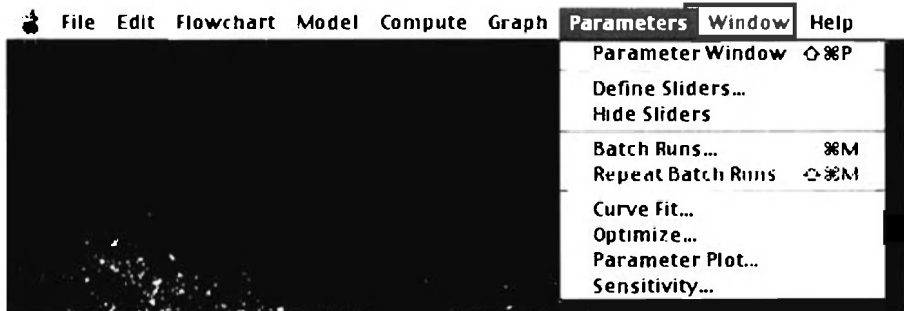 File Edit Flowchart Model Compute Graph Parameters Window Help
Parameter Window ⇧⌘P
Define Sliders...
Hide Sliders
Batch Runs... ⌘M
Repeat Batch Runs ⇧⌘M
Curve Fit...
Optimize...
Parameter Plot...
Sensitivity...